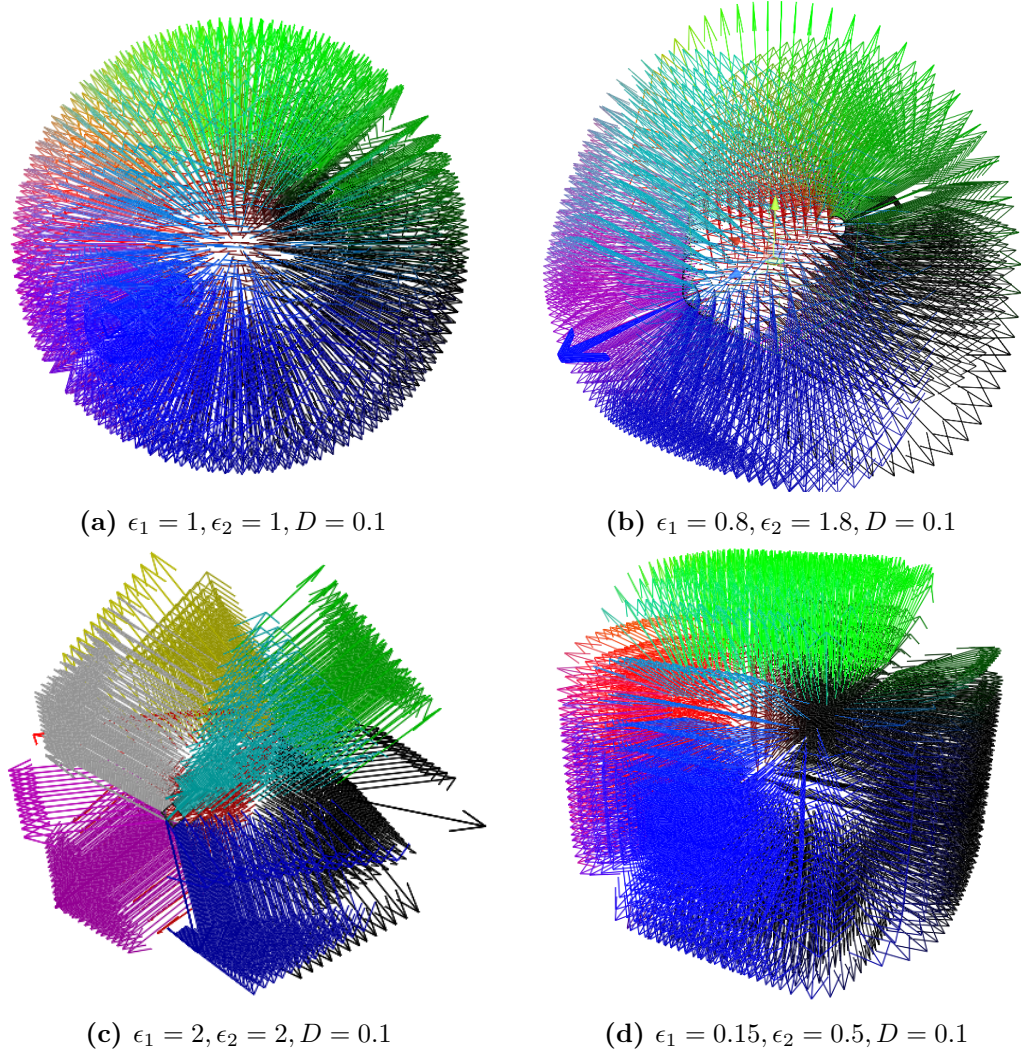 (a) ϵ₁ = 1, ϵ₂ = 1, D = 0.1
(b) ϵ₁ = 0.8, ϵ₂ = 1.8, D = 0.1
(c) ϵ₁ = 2, ϵ₂ = 2, D = 0.1
(d) ϵ₁ = 0.15, ϵ₂ = 0.5, D = 0.1